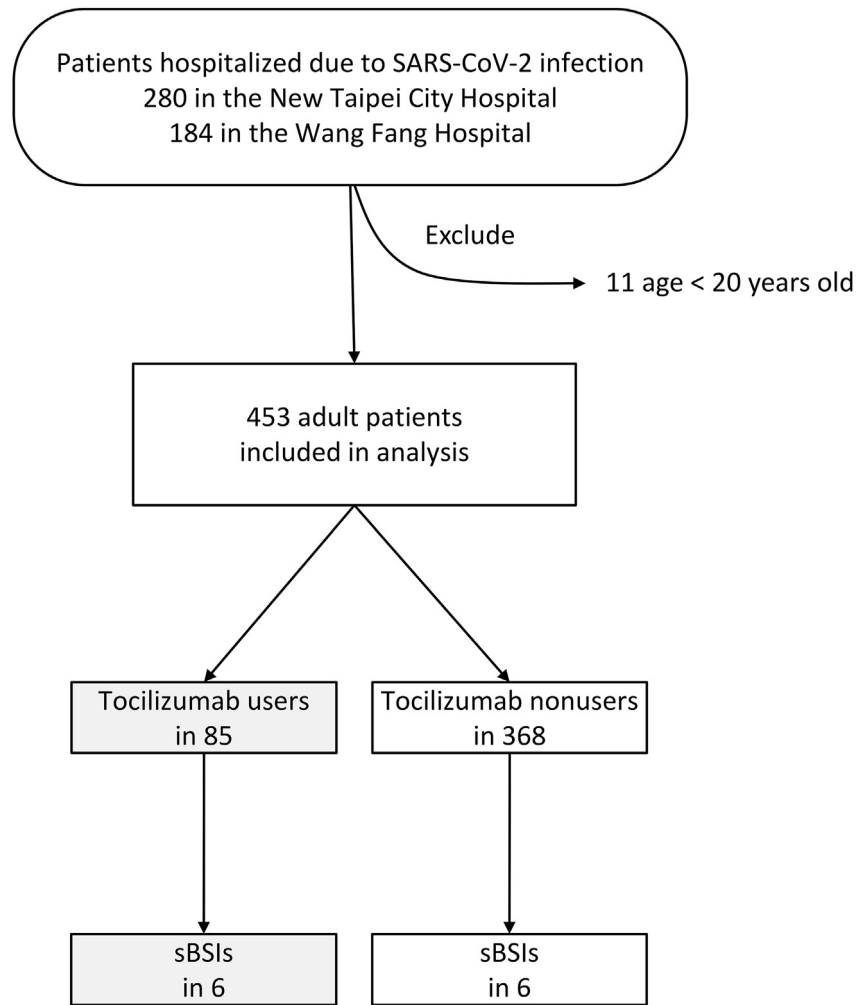 Patients hospitalized due to SARS-CoV-2 infection
280 in the New Taipei City Hospital
184 in the Wang Fang Hospital
Exclude
11 age < 20 years old
453 adult patients
included in analysis
Tocilizumab users
in 85
Tocilizumab nonusers
in 368
sBSIs
in 6
sBSIs
in 6